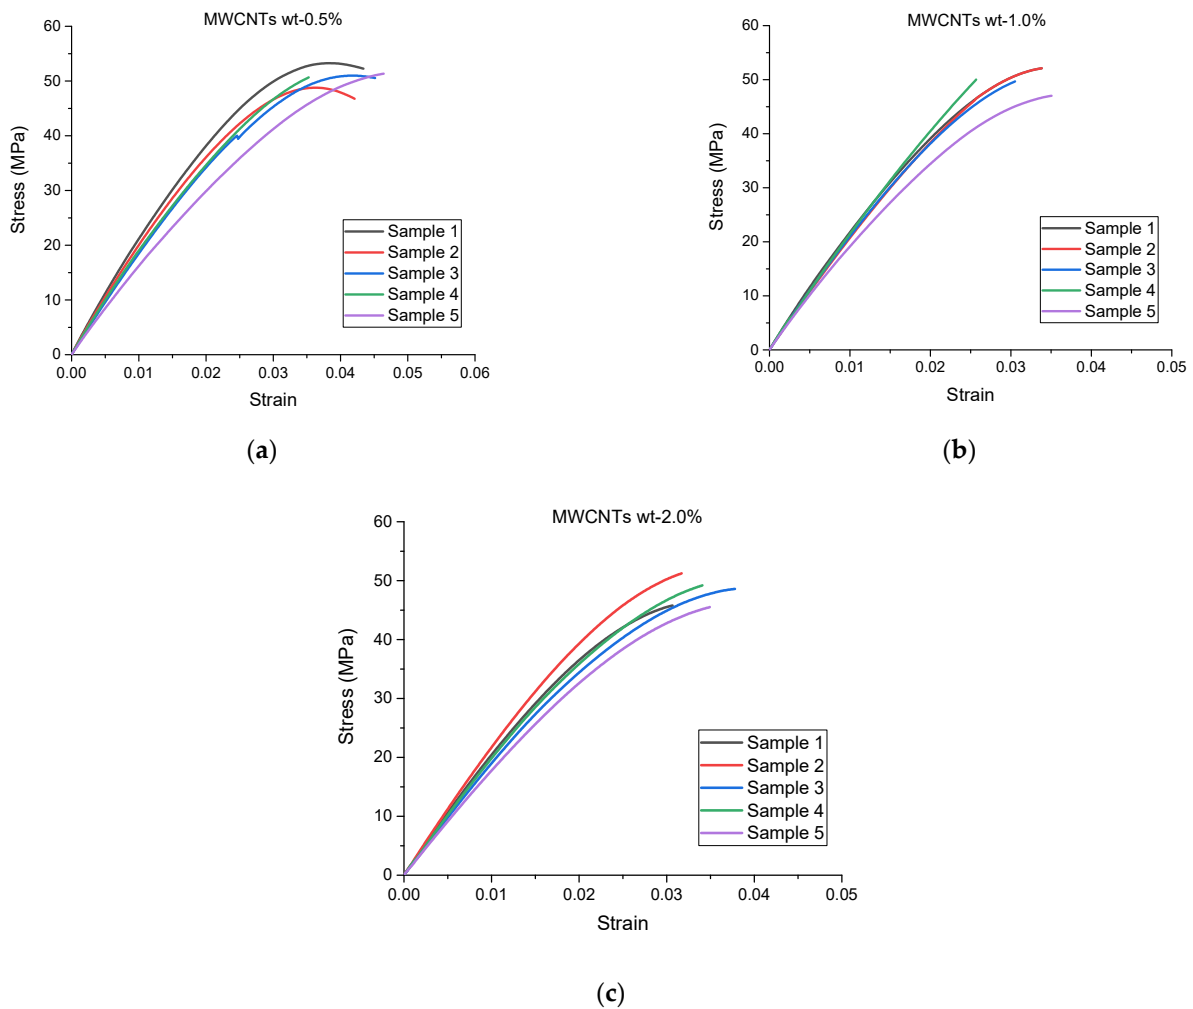 MWCNTs wt-0.5%
60
50
40
30
20
10
0
Stress (MPa)
Sample 1
Sample 2
Sample 3
Sample 4
Sample 5
0.00 0.01 0.02 0.03 0.04 0.05 0.06
Strain
(a)
MWCNTs wt-1.0%
60
50
40
30
20
10
0
Stress (MPa)
Sample 1
Sample 2
Sample 3
Sample 4
Sample 5
0.00 0.01 0.02 0.03 0.04 0.05
Strain
(b)
MWCNTs wt-2.0%
60
50
40
30
20
10
0
Stress (MPa)
Sample 1
Sample 2
Sample 3
Sample 4
Sample 5
0.00 0.01 0.02 0.03 0.04 0.05
Strain
(c)